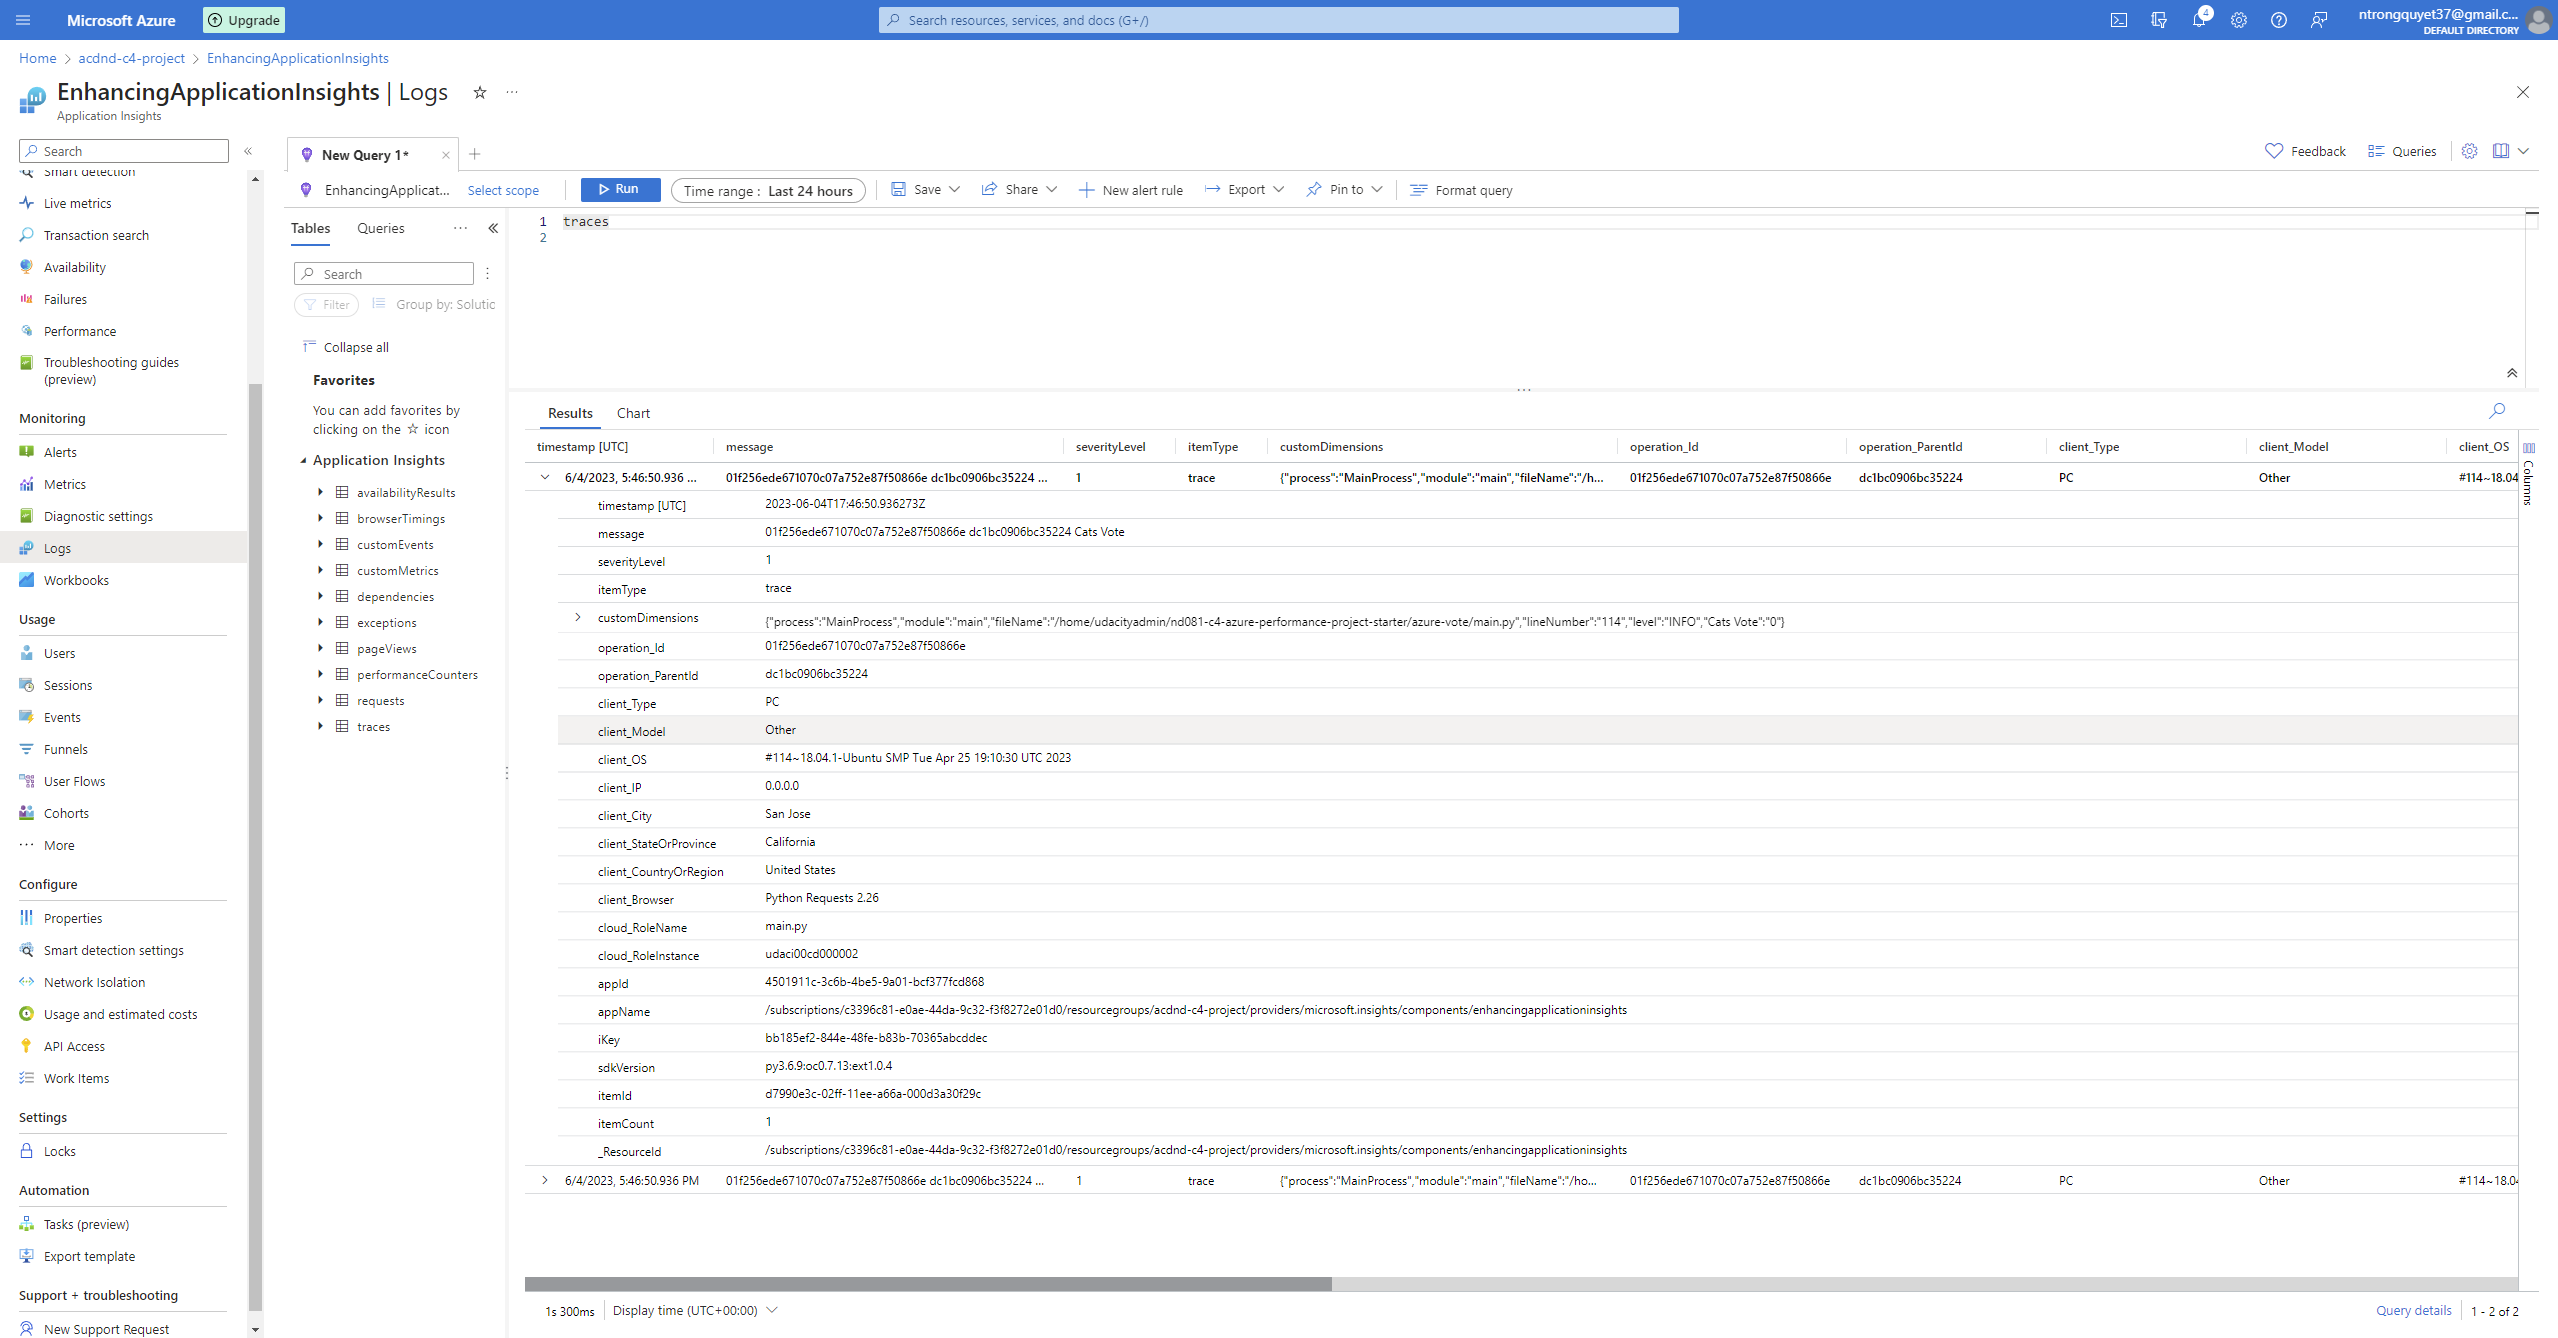 Microsoft Azure
Upgrade
Search resources, services, and docs (G+/)
4
ntrongquyet37@gmail.c...
DEFAULT DIRECTORY
Home > acdnd-c4-project > EnhancingApplicationInsights
EnhancingApplicationInsights | Logs
Application Insights
Search
Smart detection
Live metrics
Transaction search
Availability
Failures
Performance
Troubleshooting guides
(preview)
Monitoring
Alerts
Metrics
Diagnostic settings
Logs
Workbooks
Usage
Users
Sessions
Events
Funnels
User Flows
Cohorts
More
Configure
Properties
Smart detection settings
Network Isolation
Usage and estimated costs
API Access
Work Items
Settings
Locks
Automation
Tasks (preview)
Export template
Support + troubleshooting
New Support Request
New Query 1*
Feedback
Queries
EnhancingApplicat...
Select scope
Run
Time range : Last 24 hours
Save
Share
New alert rule
Export
Pin to
Format query
Tables
Queries
Search
Filter
Group by: Solutic
Collapse all
Favorites
You can add favorites by
clicking on the ☆ icon
Application Insights
availabilityResults
browserTimings
customEvents
customMetrics
dependencies
exceptions
pageViews
performanceCounters
requests
traces
1 traces
2
Results Chart
timestamp [UTC] message severityLevel itemType customDimensions operation_Id operation_ParentId client_Type client_Model client_OS
Columns
6/4/2023, 5:46:50.936 ... 01f256ede671070c07a752e87f50866e dc1bc0906bc35224 ... 1 trace {"process":"MainProcess","module":"main","fileName":"/h... 01f256ede671070c07a752e87f50866e dc1bc0906bc35224 PC Other #114~18.04
timestamp [UTC] 2023-06-04T17:46:50.936273Z
message 01f256ede671070c07a752e87f50866e dc1bc0906bc35224 Cats Vote
severityLevel 1
itemType trace
customDimensions {"process":"MainProcess","module":"main","fileName":"/home/udacityadmin/nd081-c4-azure-performance-project-starter/azure-vote/main.py","lineNumber":"114","level":"INFO","Cats Vote":"0"}
operation_Id 01f256ede671070c07a752e87f50866e
operation_ParentId dc1bc0906bc35224
client_Type PC
client_Model Other
client_OS #114~18.04.1-Ubuntu SMP Tue Apr 25 19:10:30 UTC 2023
client_IP 0.0.0.0
client_City San Jose
client_StateOrProvince California
client_CountryOrRegion United States
client_Browser Python Requests 2.26
cloud_RoleName main.py
cloud_RoleInstance udaci00cd000002
appId 4501911c-3c6b-4be5-9a01-bcf377fcd868
appName /subscriptions/c3396c81-e0ae-44da-9c32-f3f8272e01d0/resourcegroups/acdnd-c4-project/providers/microsoft.insights/components/enhancingapplicationinsights
iKey bb185ef2-844e-48fe-b83b-70365abcddec
sdkVersion py3.6.9:oc0.7.13:ext1.0.4
itemId d7990e3c-02ff-11ee-a66a-000d3a30f29c
itemCount 1
_ResourceId /subscriptions/c3396c81-e0ae-44da-9c32-f3f8272e01d0/resourcegroups/acdnd-c4-project/providers/microsoft.insights/components/enhancingapplicationinsights
6/4/2023, 5:46:50.936 PM 01f256ede671070c07a752e87f50866e dc1bc0906bc35224 ... 1 trace {"process":"MainProcess","module":"main","fileName":"/ho... 01f256ede671070c07a752e87f50866e dc1bc0906bc35224 PC Other #114~18.04
1s 300ms
Display time (UTC+00:00)
Query details
1 - 2 of 2